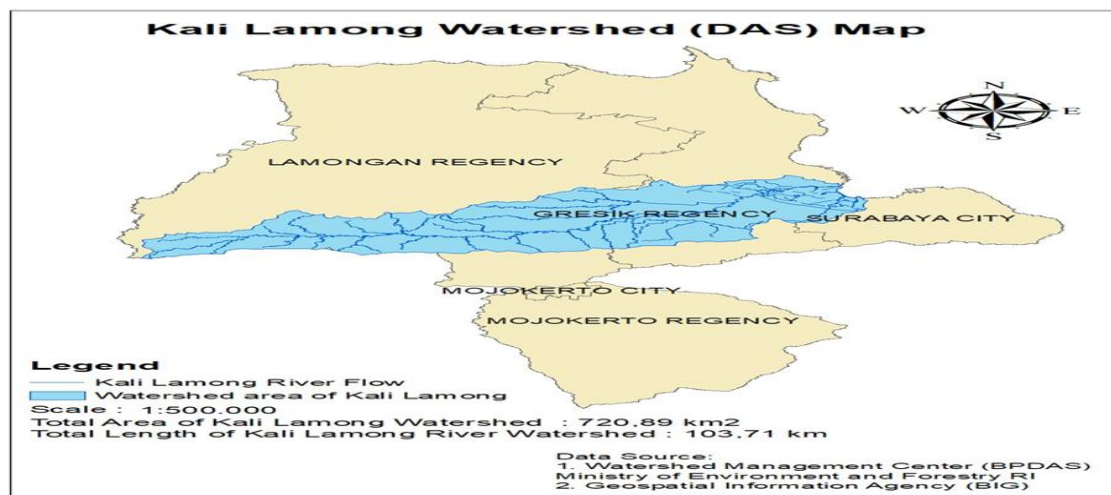 Kali Lamong Watershed (DAS) Map
N
W
E
S
LAMONGAN REGENCY
GRESIK REGENCY
SURABAYA CITY
MOJOKERTO CITY
MOJOKERTO REGENCY
Legend
Kali Lamong River Flow
Watershed area of Kali Lamong
Scale : 1:500.000
Total Area of Kali Lamong Watershed : 720,89 km2
Total Length of Kali Lamong River Watershed : 103,71 km
Data Source:
1. Watershed Management Center (BPDAS)
Ministry of Environment and Forestry RI
2. Geospatial Information Agency (BIG)